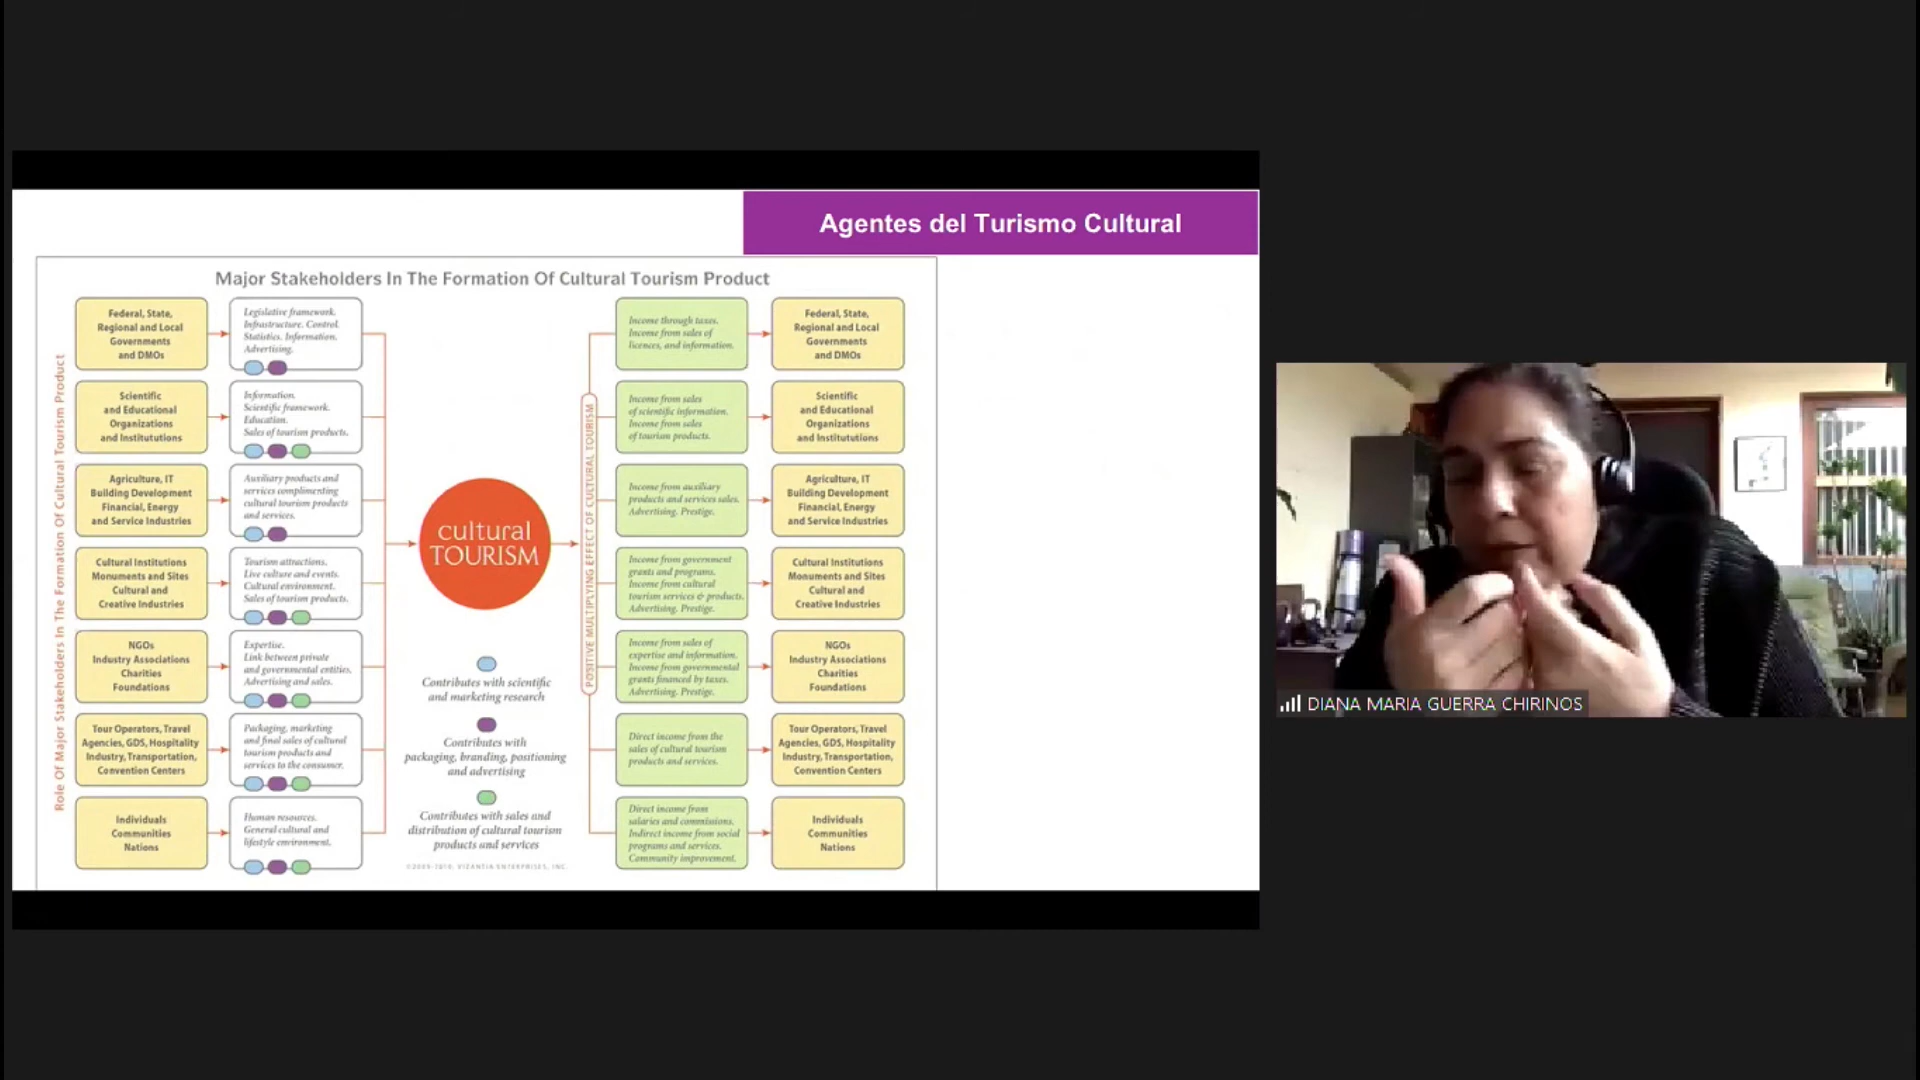 Agentes del Turismo Cultural
Major Stakeholders In The Formation Of Cultural Tourism Product
Role Of Major Stakeholders In The Formation Of Cultural Tourism Product
Federal, State,
Regional and Local
Governments
and DMOs
Legislative framework.
Infrastructure. Control.
Statistics. Information.
Advertising.
Scientific
and Educational
Organizations
and Institutions
Information.
Scientific framework.
Education.
Sales of tourism products.
Agriculture, IT
Building Development
Financial, Energy
and Service Industries
Auxiliary products and
services complimenting
cultural tourism products
and services.
Cultural Institutions
Monuments and Sites
Cultural and
Creative Industries
Tourism attractions.
Live culture and events.
Cultural environment.
Sales of tourism products.
NGOs
Industry Associations
Charities
Foundations
Expertise.
Link between private
and governmental entities.
Advertising and sales.
Tour Operators, Travel
Agencies, GDS, Hospitality
Industry, Transportation,
Convention Centers
Packaging, marketing
and final sales of cultural
tourism products and
services to the consumer.
Individuals
Communities
Nations
Human resources.
General cultural and
lifestyle environment.
cultural
TOURISM
Contributes with scientific
and marketing research
Contributes with
packaging, branding, positioning
and advertising
Contributes with sales and
distribution of cultural tourism
products and services
VIZANTIA ENTERPRISES, INC.
POSITIVE MULTIPLYING EFFECT OF CULTURAL TOURISM
Income through taxes.
Income from sales of
licences, and information.
Federal, State,
Regional and Local
Governments
and DMOs
Income from sales
of scientific information.
Income from sales
of tourism products.
Scientific
and Educational
Organizations
and Institutions
Income from auxiliary
products and services sales.
Advertising. Prestige.
Agriculture, IT
Building Development
Financial, Energy
and Service Industries
Income from government
grants and programs.
Income from cultural
tourism services & products.
Advertising. Prestige.
Cultural Institutions
Monuments and Sites
Cultural and
Creative Industries
Income from sales of
expertise and information.
Income from governmental
grants financed by taxes.
Advertising. Prestige.
NGOs
Industry Associations
Charities
Foundations
Direct income from the
sales of cultural tourism
products and services.
Tour Operators, Travel
Agencies, GDS, Hospitality
Industry, Transportation,
Convention Centers
Direct income from
salaries and commissions.
Indirect income from social
programs and services.
Community improvement.
Individuals
Communities
Nations
DIANA MARIA GUERRA CHIRINOS